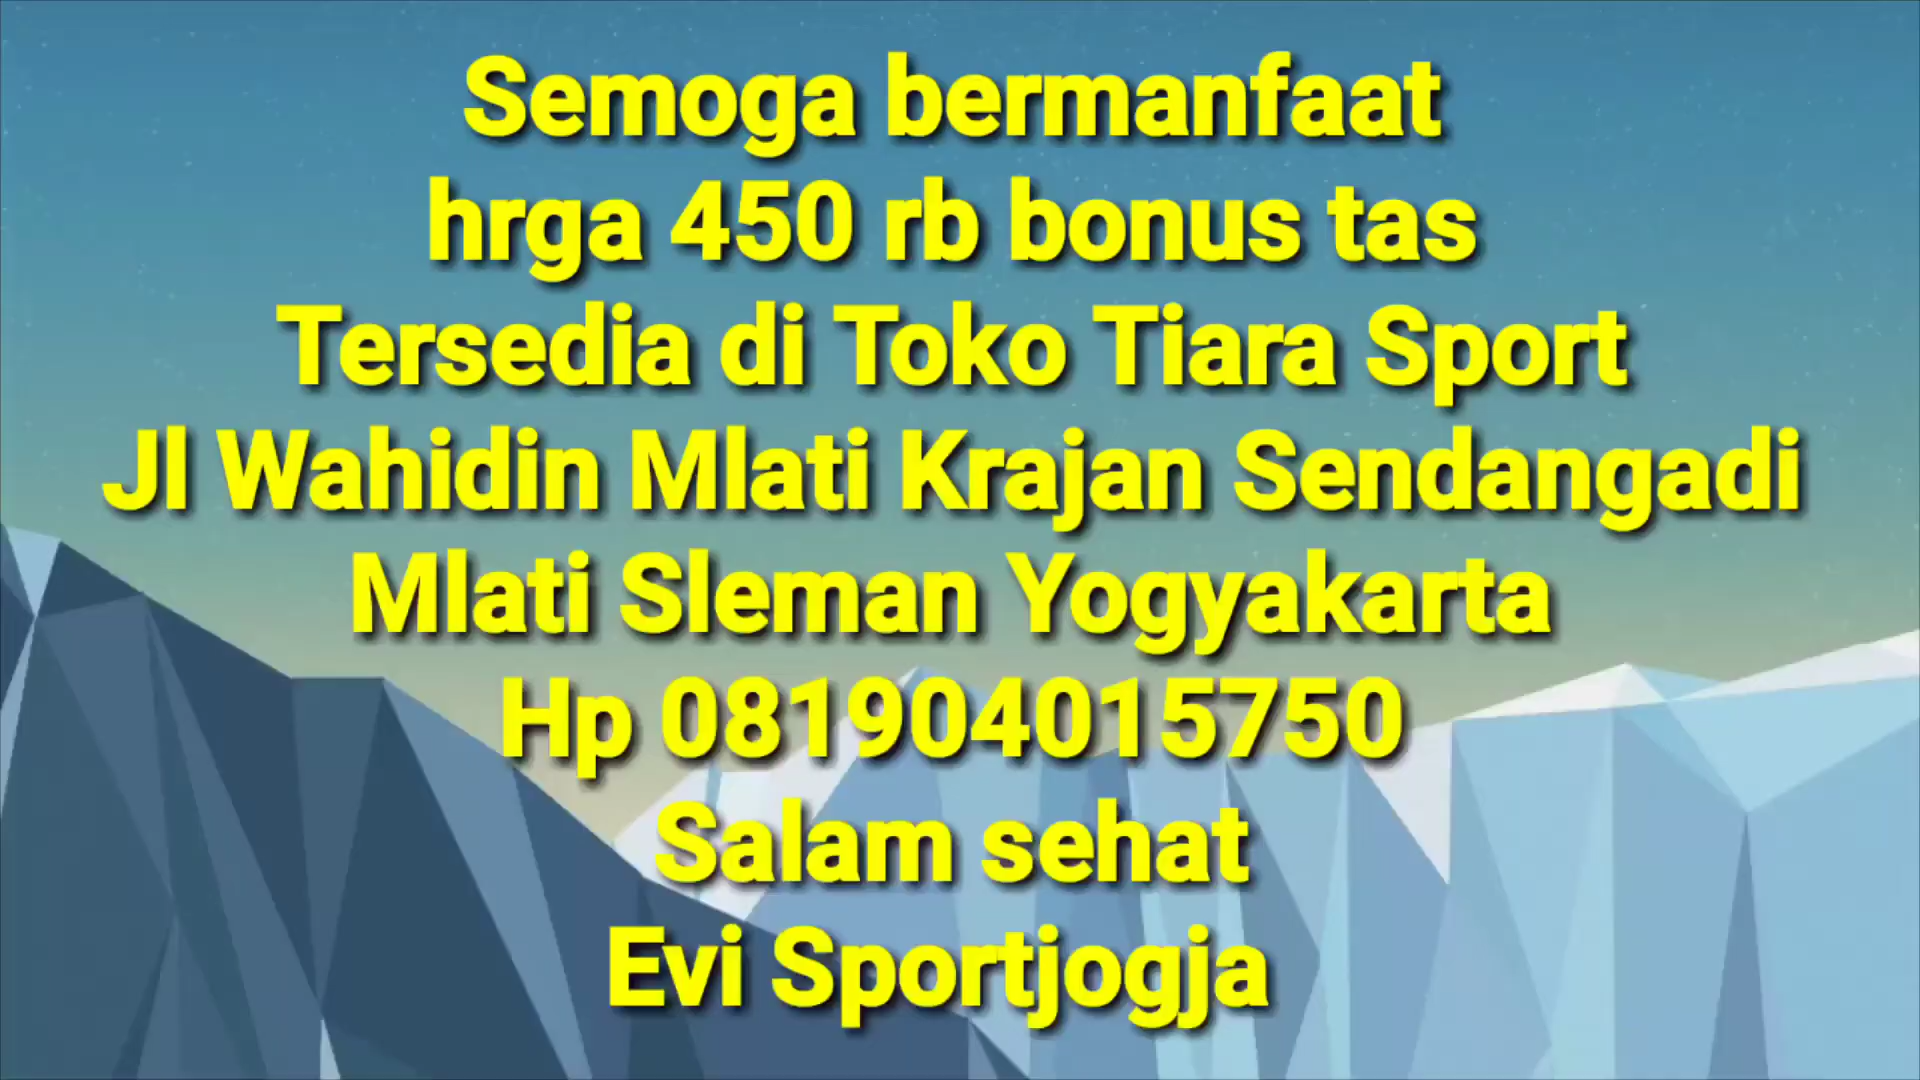 Semoga bermanfaat
hrga 450 rb bonus tas
Tersedia di Toko Tiara Sport
Jl Wahidin Mlati Krajan Sendangadi
Mlati Sleman Yogyakarta
Hp 081904015750
Salam sehat
Evi Sportjogja